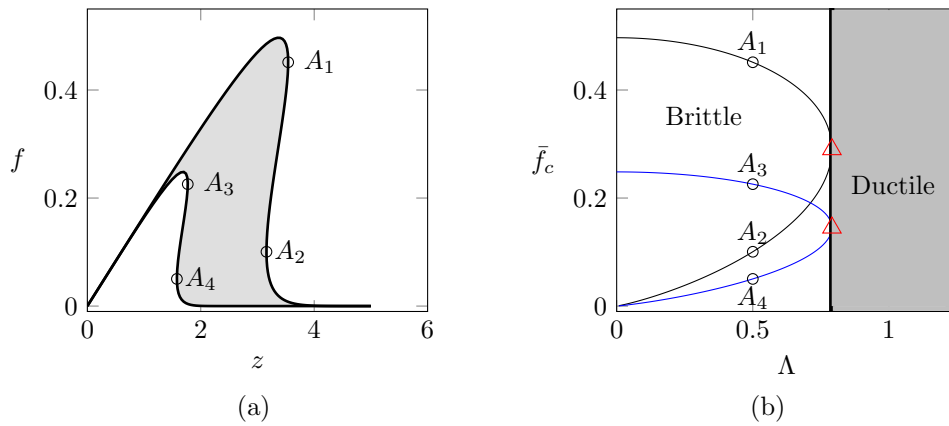 f
0.4
0.2
0
A₁
A₃
A₂
A₄
0 2 4 6
z
(a)
f̄_c
0.4
0.2
0
A₁
Brittle
A₃
Ductile
A₂
A₄
0 0.5 1
Λ
(b)